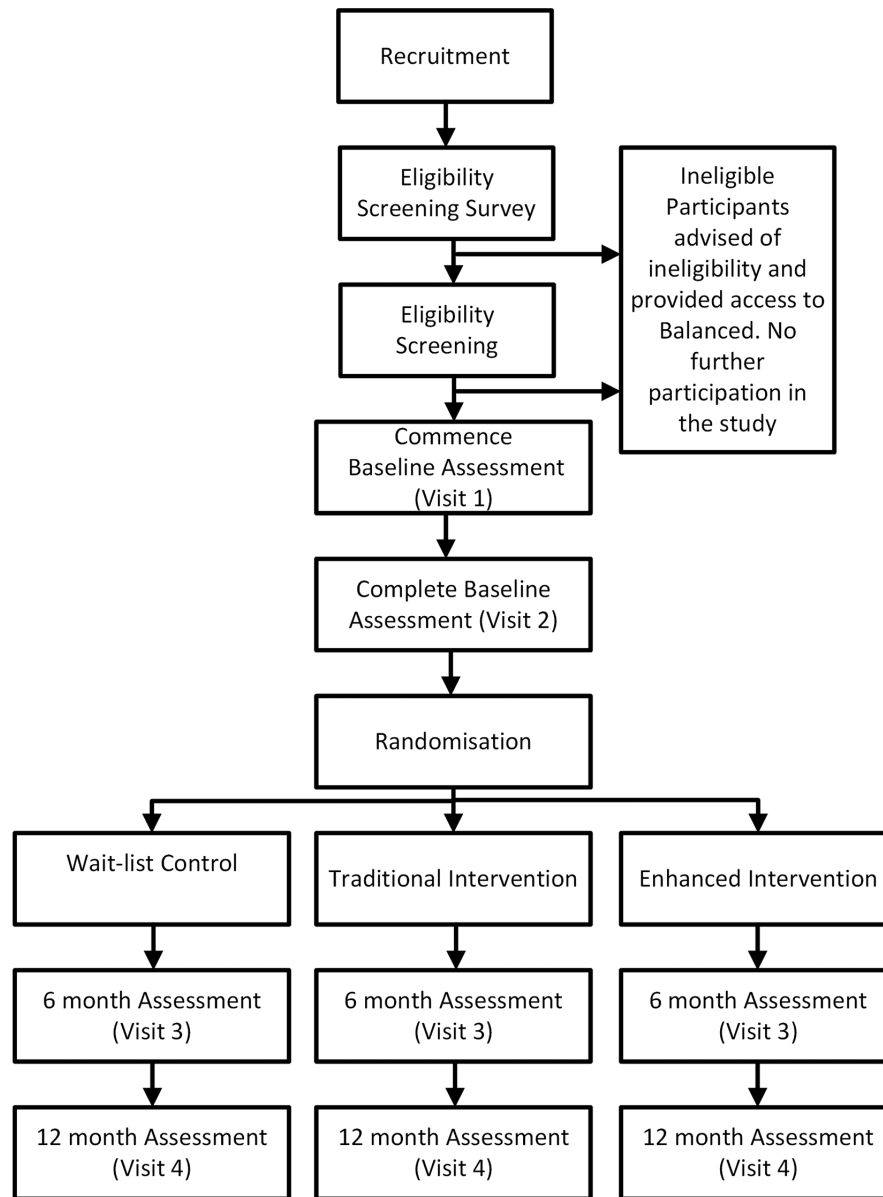 Recruitment
Eligibility
Screening Survey
Ineligible
Participants
advised of
ineligibility and
provided access to
Balanced. No
further
participation in
the study
Eligibility
Screening
Commence
Baseline Assessment
(Visit 1)
Complete Baseline
Assessment (Visit 2)
Randomisation
Wait-list Control
Traditional Intervention
Enhanced Intervention
6 month Assessment
(Visit 3)
6 month Assessment
(Visit 3)
6 month Assessment
(Visit 3)
12 month Assessment
(Visit 4)
12 month Assessment
(Visit 4)
12 month Assessment
(Visit 4)